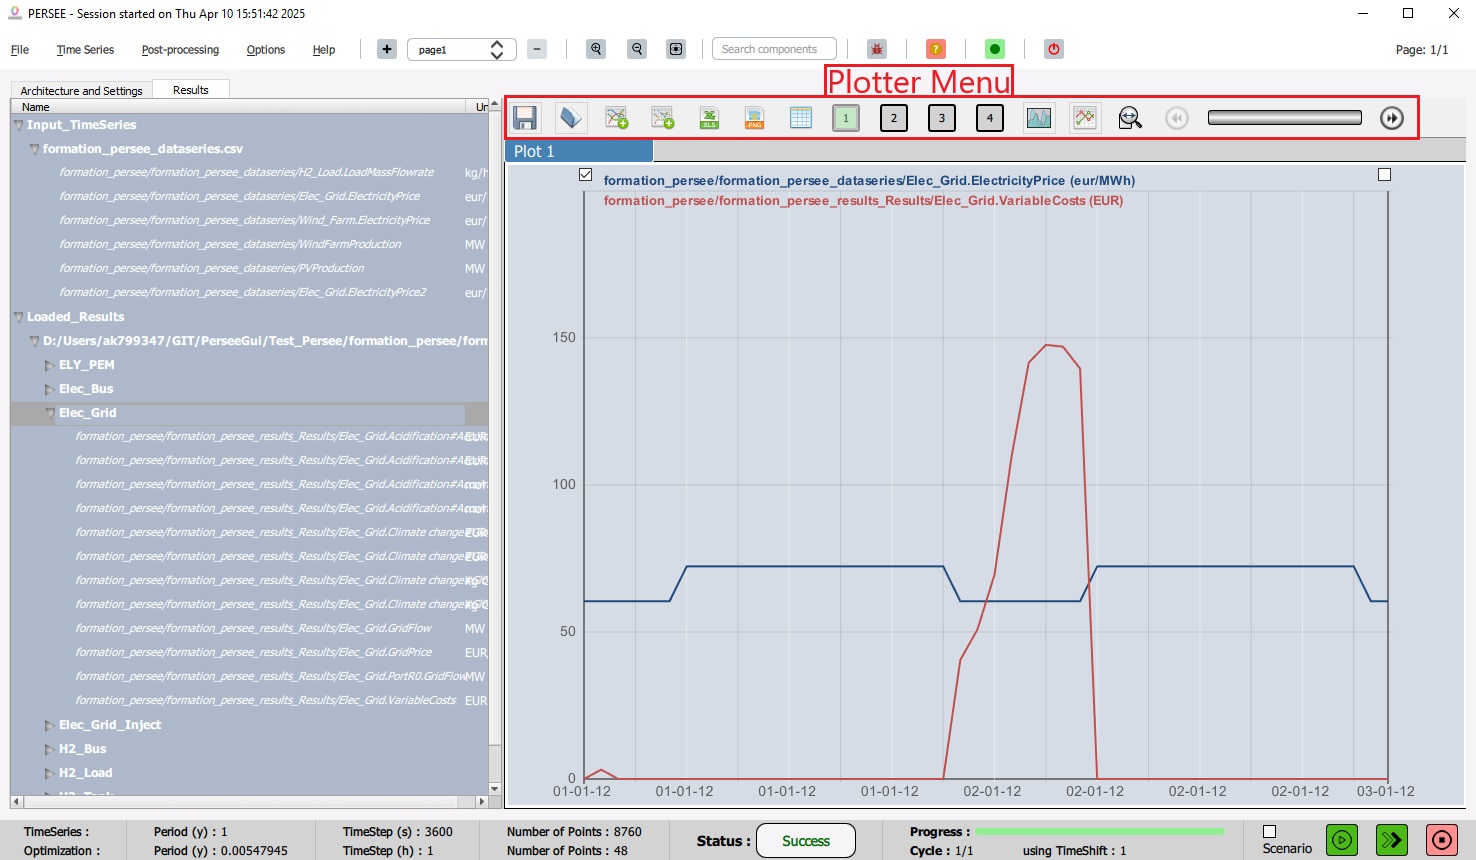 PERSEE - Session started on Thu Apr 10 15:51:42 2025
File Time Series Post-processing Options Help + page1 - Search components Page: 1/1
Plotter Menu
Architecture and Settings Results
Name
XLS PNG 1 2 3 4
Input_TimeSeries
Plot 1
formation_persee_dataseries.csv
formation_persee/formation_persee_dataseries/H2_Load.LoadMassFlowrate kg/h
formation_persee/formation_persee_dataseries/Elec_Grid.ElectricityPrice eur/
formation_persee/formation_persee_dataseries/Wind_Farm.ElectricityPrice eur/
formation_persee/formation_persee_dataseries/WindFarmProduction MW
formation_persee/formation_persee_dataseries/PVProduction MW
formation_persee/formation_persee_dataseries/Elec_Grid.ElectricityPrice2 eur/
Loaded_Results
D:/Users/ak799347/GIT/PerseeGui/Test_Persee/formation_persee/form
ELY_PEM
Elec_Bus
Elec_Grid
formation_persee/formation_persee_results_Results/Elec_Grid.Acidification#A
formation_persee/formation_persee_results_Results/Elec_Grid.Acidification#A
formation_persee/formation_persee_results_Results/Elec_Grid.Acidification#A
formation_persee/formation_persee_results_Results/Elec_Grid.Acidification#A
formation_persee/formation_persee_results_Results/Elec_Grid.Climate change
formation_persee/formation_persee_results_Results/Elec_Grid.Climate change
formation_persee/formation_persee_results_Results/Elec_Grid.Climate change
formation_persee/formation_persee_results_Results/Elec_Grid.Climate change
formation_persee/formation_persee_results_Results/Elec_Grid.GridFlow MW
formation_persee/formation_persee_results_Results/Elec_Grid.GridPrice EUR
formation_persee/formation_persee_results_Results/Elec_Grid.PortR0.GridFlow MW
formation_persee/formation_persee_results_Results/Elec_Grid.VariableCosts EUR
Elec_Grid_Inject
H2_Bus
H2_Load
formation_persee/formation_persee_dataseries/Elec_Grid.ElectricityPrice (eur/MWh)
formation_persee/formation_persee_results_Results/Elec_Grid.VariableCosts (EUR)
150
100
50
0
01-01-12 01-01-12 01-01-12 01-01-12 02-01-12 02-01-12 02-01-12 02-01-12 03-01-12
TimeSeries : Period (y) : 1 TimeStep (s) : 3600 Number of Points : 8760
Optimization : Period (y) : 0.00547945 TimeStep (h) : 1 Number of Points : 48
Status : Success
Progress :
Cycle : 1/1 using TimeShift : 1
Scenario